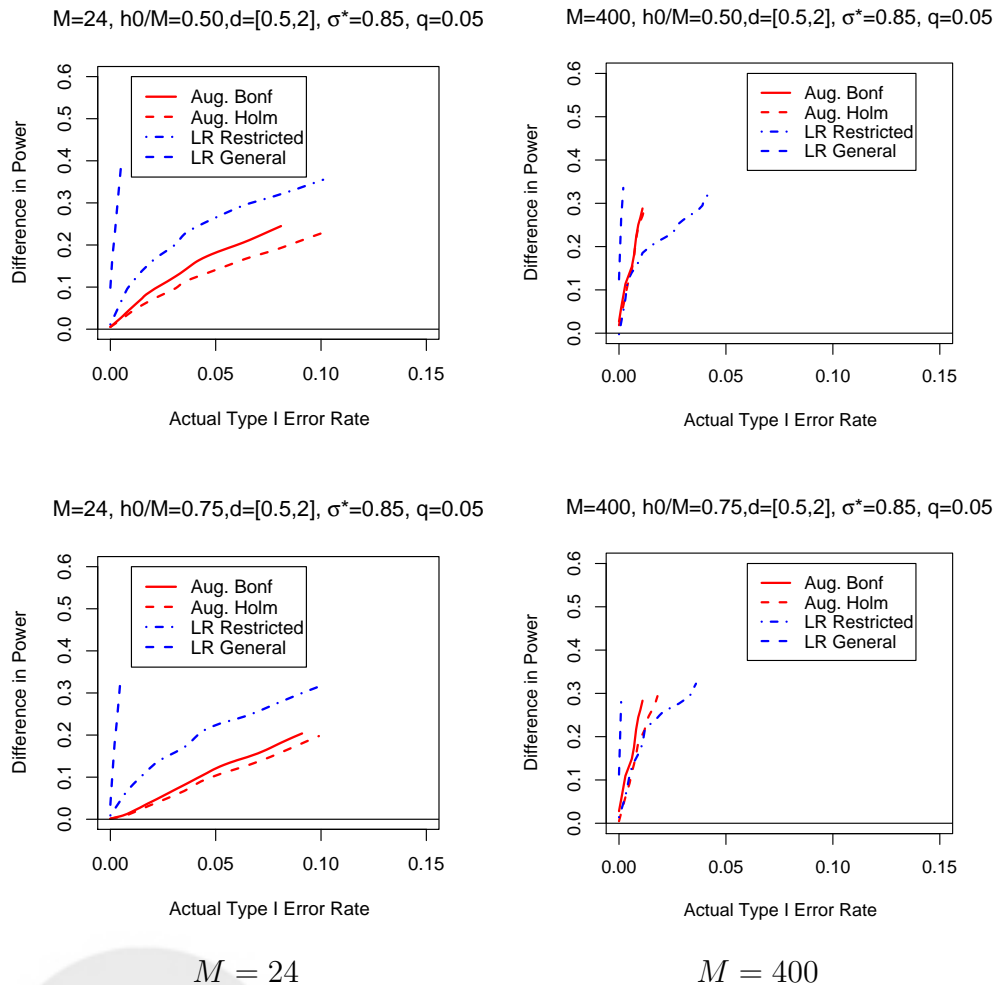 M=24, h0/M=0.50,d=[0.5,2], σ*=0.85, q=0.05
Difference in Power
0.6
0.5
0.4
0.3
0.2
0.1
0.0
Aug. Bonf
Aug. Holm
LR Restricted
LR General
0.00 0.05 0.10 0.15
Actual Type I Error Rate
M=400, h0/M=0.50,d=[0.5,2], σ*=0.85, q=0.05
Difference in Power
0.6
0.5
0.4
0.3
0.2
0.1
0.0
Aug. Bonf
Aug. Holm
LR Restricted
LR General
0.00 0.05 0.10 0.15
Actual Type I Error Rate
M=24, h0/M=0.75,d=[0.5,2], σ*=0.85, q=0.05
Difference in Power
0.6
0.5
0.4
0.3
0.2
0.1
0.0
Aug. Bonf
Aug. Holm
LR Restricted
LR General
0.00 0.05 0.10 0.15
Actual Type I Error Rate
M=400, h0/M=0.75,d=[0.5,2], σ*=0.85, q=0.05
Difference in Power
0.6
0.5
0.4
0.3
0.2
0.1
0.0
Aug. Bonf
Aug. Holm
LR Restricted
LR General
0.00 0.05 0.10 0.15
Actual Type I Error Rate
M = 24
M = 400